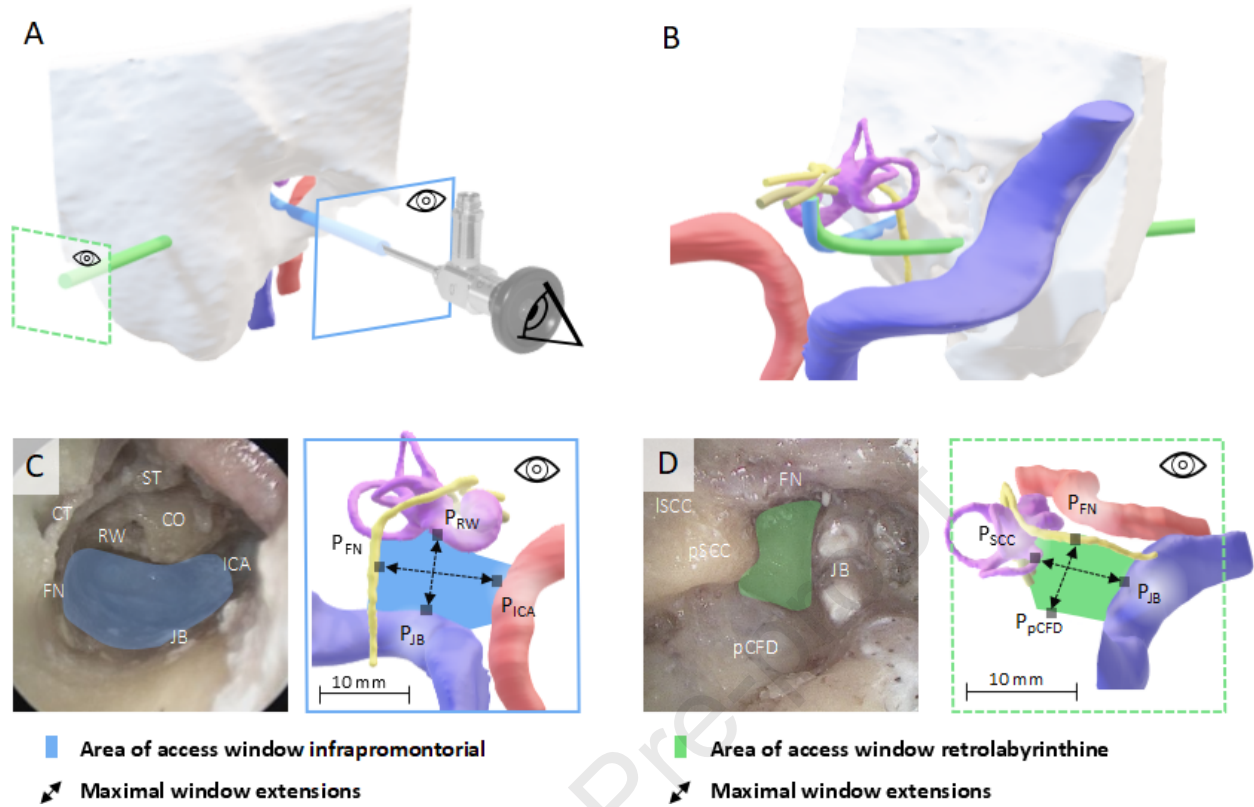 A
B
C
ST
CT
CO
RW
ICA
FN
JB
PRW
PFN
PICA
PJB
10 mm
D
FN
lSCC
pSCC
JB
pCFD
PFN
PSCC
PJB
PpCFD
10 mm
Area of access window infrapromontorial
Maximal window extensions
Area of access window retrolabyrinthine
Maximal window extensions